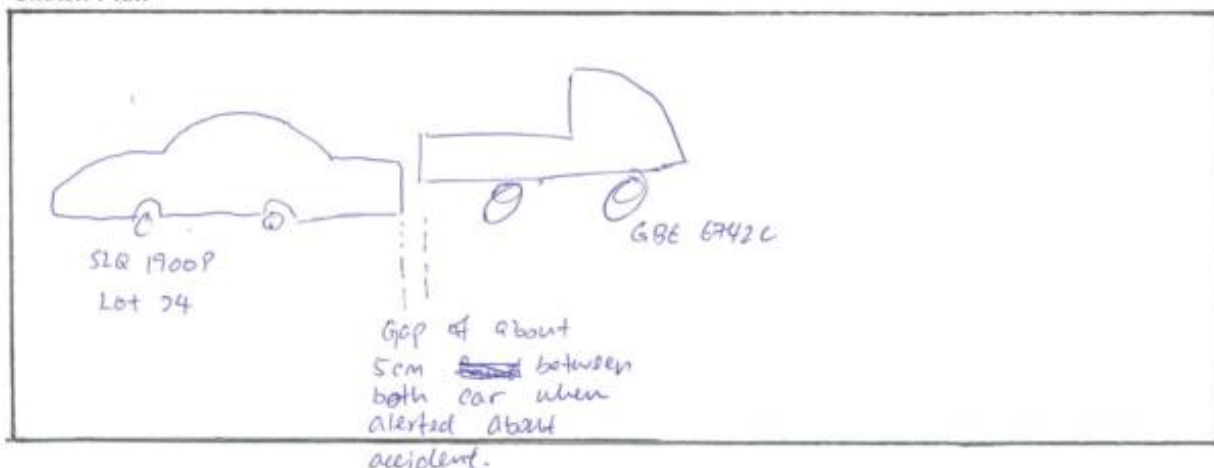 SLQ 1900P
Lot 24
GBE 6742C
Gap of about
5cm between
both car when
alerted about
accident.